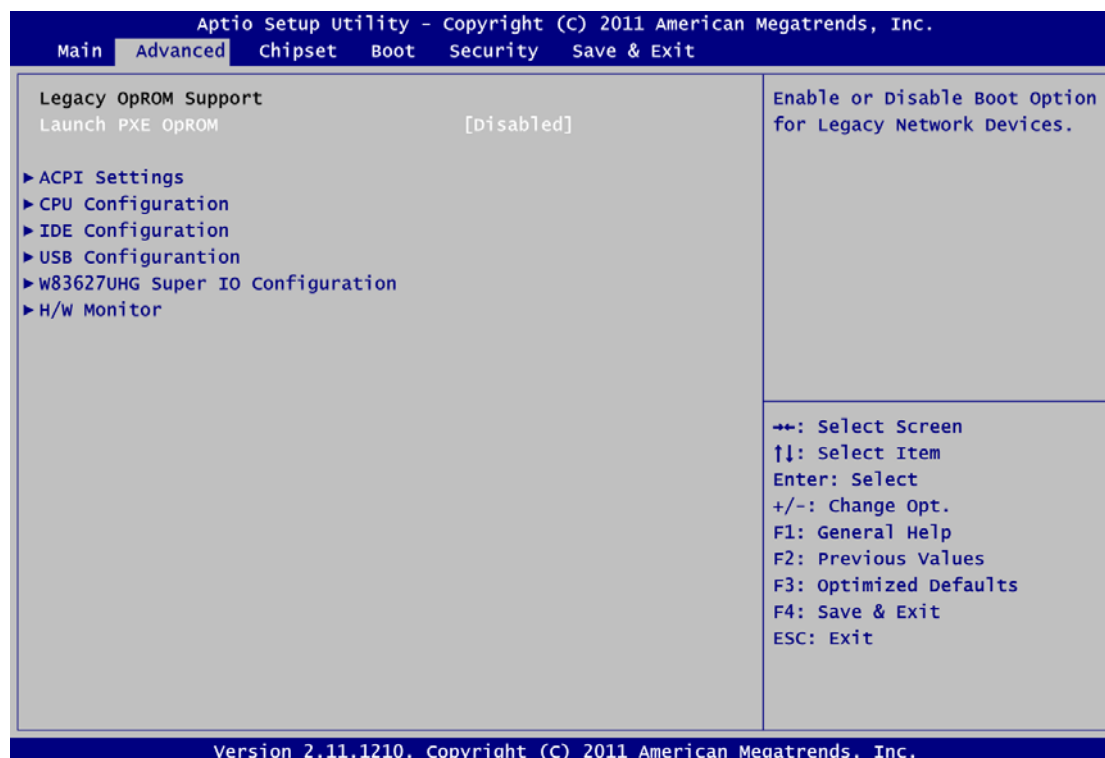 Aptio Setup Utility - Copyright (C) 2011 American Megatrends, Inc.
Main Advanced Chipset Boot Security Save & Exit
Legacy OpROM Support
Launch PXE OpROM [Disabled]
►ACPI Settings
►CPU Configuration
►IDE Configuration
►USB Configurantion
►W83627UHG Super IO Configuration
►H/W Monitor
Enable or Disable Boot Option
for Legacy Network Devices.
→←: Select Screen
↑↓: Select Item
Enter: Select
+/-: Change Opt.
F1: General Help
F2: Previous Values
F3: Optimized Defaults
F4: Save & Exit
ESC: Exit
Version 2.11.1210. Copyright (C) 2011 American Megatrends, Inc.